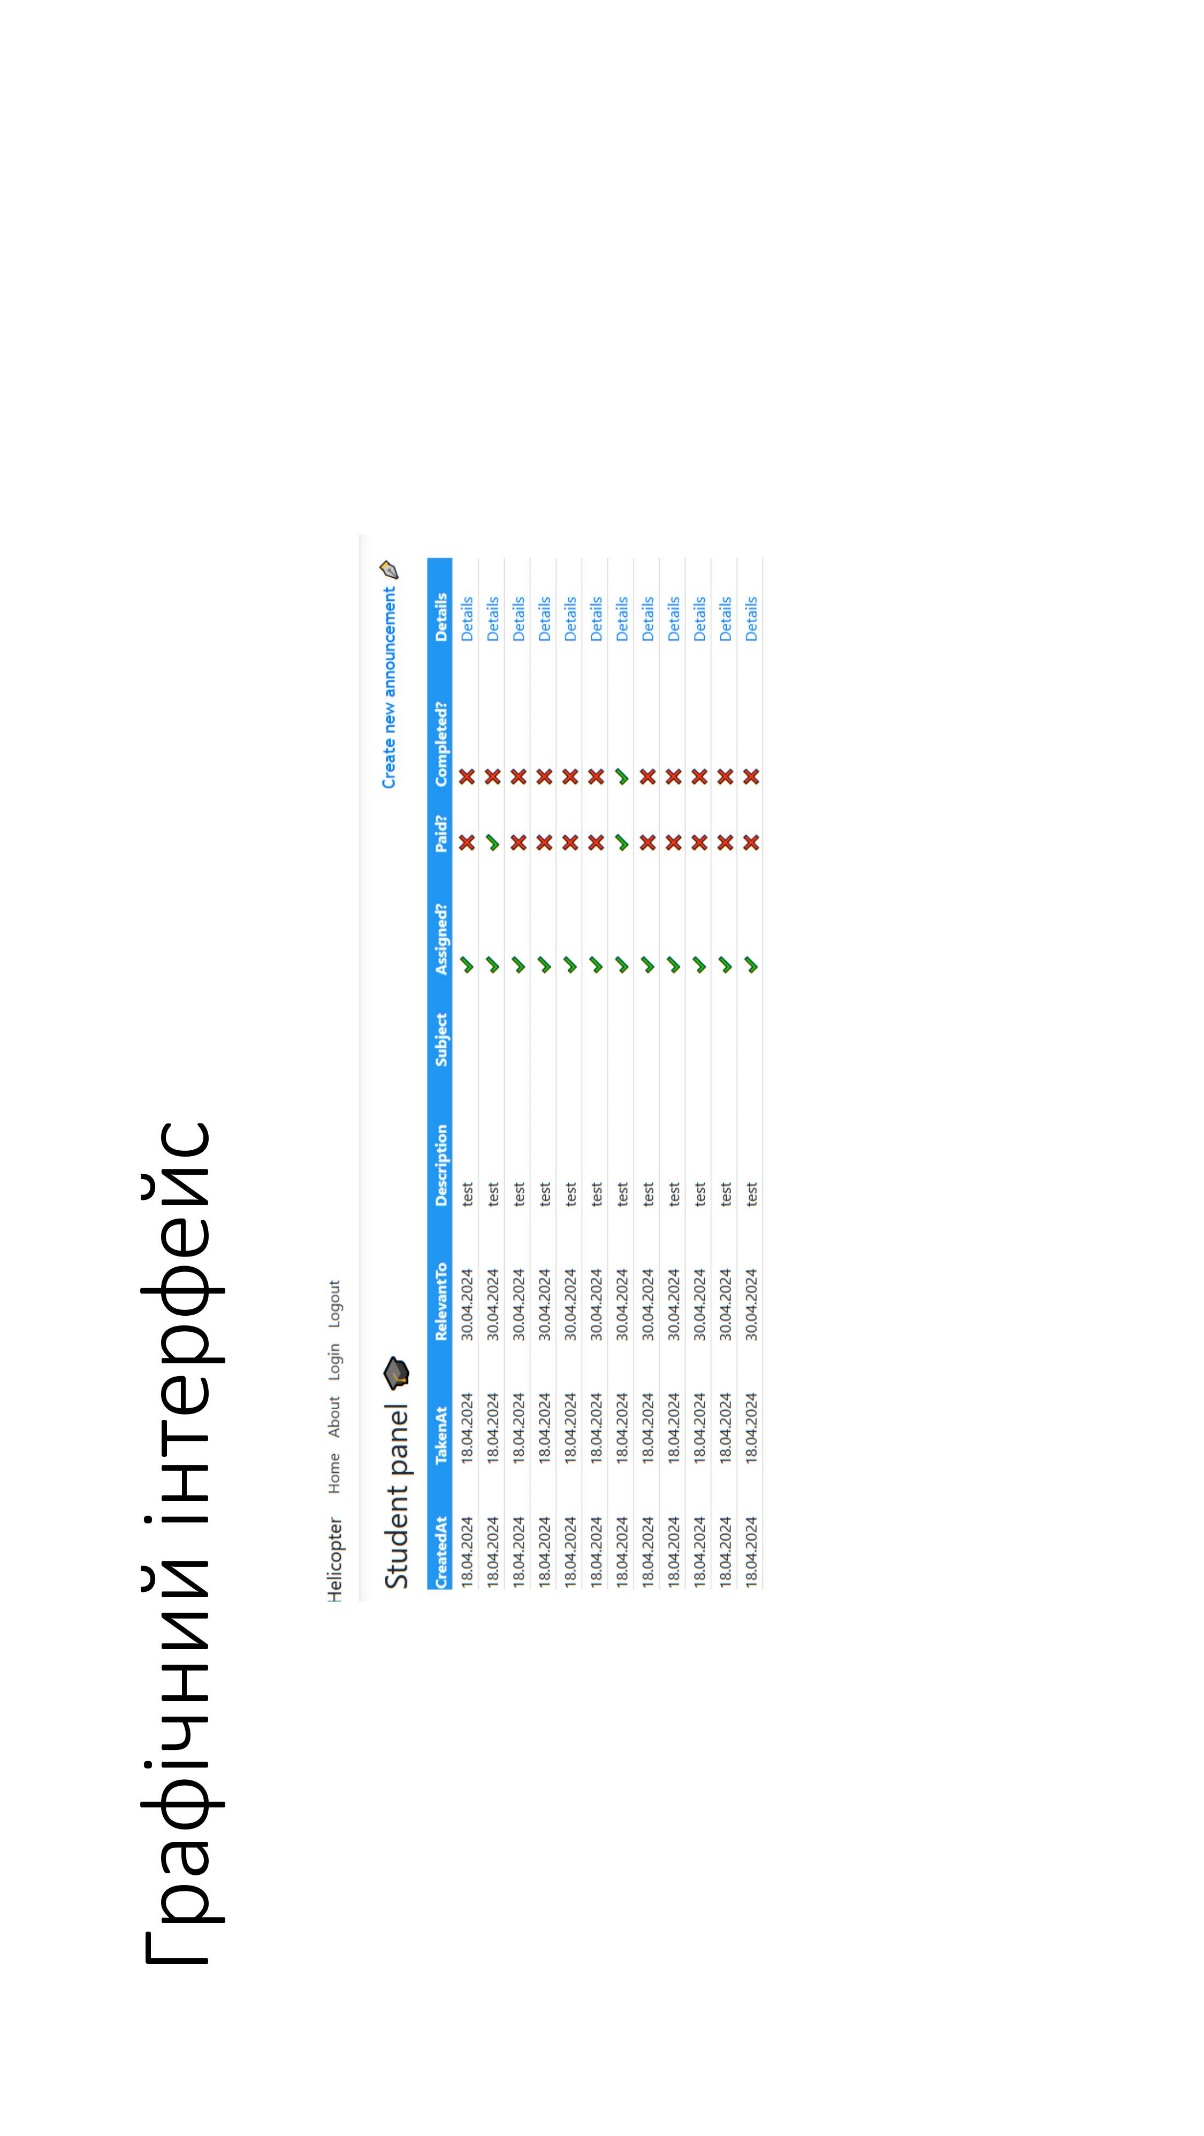 Графічний інтерфейс
Helicopter Home About Login Logout
Student panel 🎓
Create new announcement ✒️
CreatedAt TakenAt RelevantTo Description Subject Assigned? Paid? Completed? Details
18.04.2024 18.04.2024 30.04.2024 test ✔ ✖ ✖ Details
18.04.2024 18.04.2024 30.04.2024 test ✔ ✔ ✖ Details
18.04.2024 18.04.2024 30.04.2024 test ✔ ✖ ✖ Details
18.04.2024 18.04.2024 30.04.2024 test ✔ ✖ ✖ Details
18.04.2024 18.04.2024 30.04.2024 test ✔ ✖ ✖ Details
18.04.2024 18.04.2024 30.04.2024 test ✔ ✖ ✖ Details
18.04.2024 18.04.2024 30.04.2024 test ✔ ✔ ✔ Details
18.04.2024 18.04.2024 30.04.2024 test ✔ ✖ ✖ Details
18.04.2024 18.04.2024 30.04.2024 test ✔ ✖ ✖ Details
18.04.2024 18.04.2024 30.04.2024 test ✔ ✖ ✖ Details
18.04.2024 18.04.2024 30.04.2024 test ✔ ✖ ✖ Details
18.04.2024 18.04.2024 30.04.2024 test ✔ ✖ ✖ Details